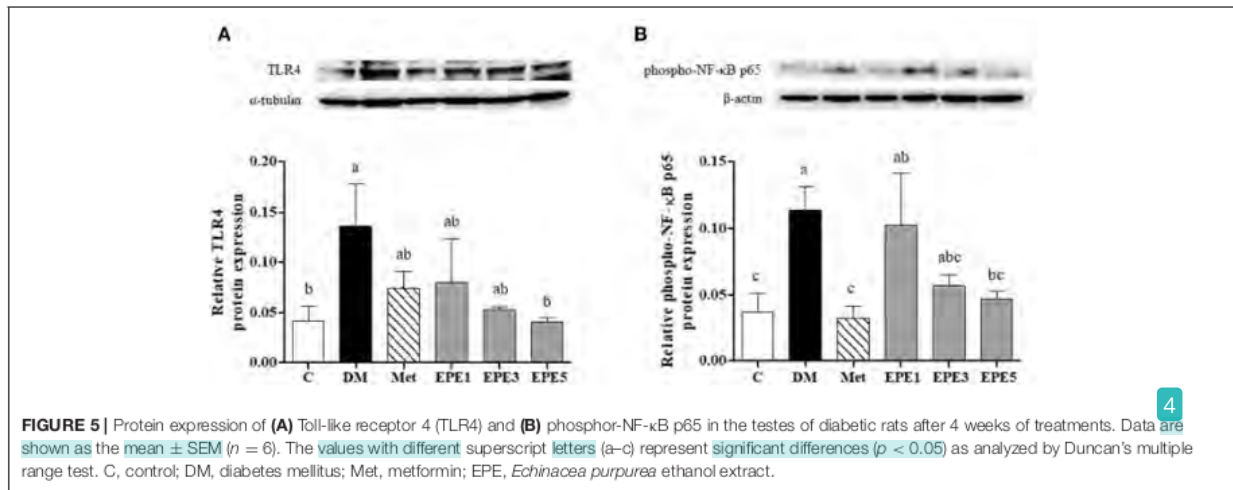 A
TLR4
α-tubulin
Relative TLR4
protein expression
0.20
0.15
0.10
0.05
0.00
b
a
ab
ab
ab
b
C DM Met EPE1 EPE3 EPE5
B
phospho-NF-κB p65
β-actin
Relative phospho-NF-κB p65
protein expression
0.15
0.10
0.05
0.00
c
a
c
ab
abc
bc
C DM Met EPE1 EPE3 EPE5
4
FIGURE 5 | Protein expression of (A) Toll-like receptor 4 (TLR4) and (B) phosphor-NF-κB p65 in the testes of diabetic rats after 4 weeks of treatments. Data are
shown as the mean ± SEM (n = 6). The values with different superscript letters (a–c) represent significant differences (p < 0.05) as analyzed by Duncan's multiple
range test. C, control; DM, diabetes mellitus; Met, metformin; EPE, Echinacea purpurea ethanol extract.